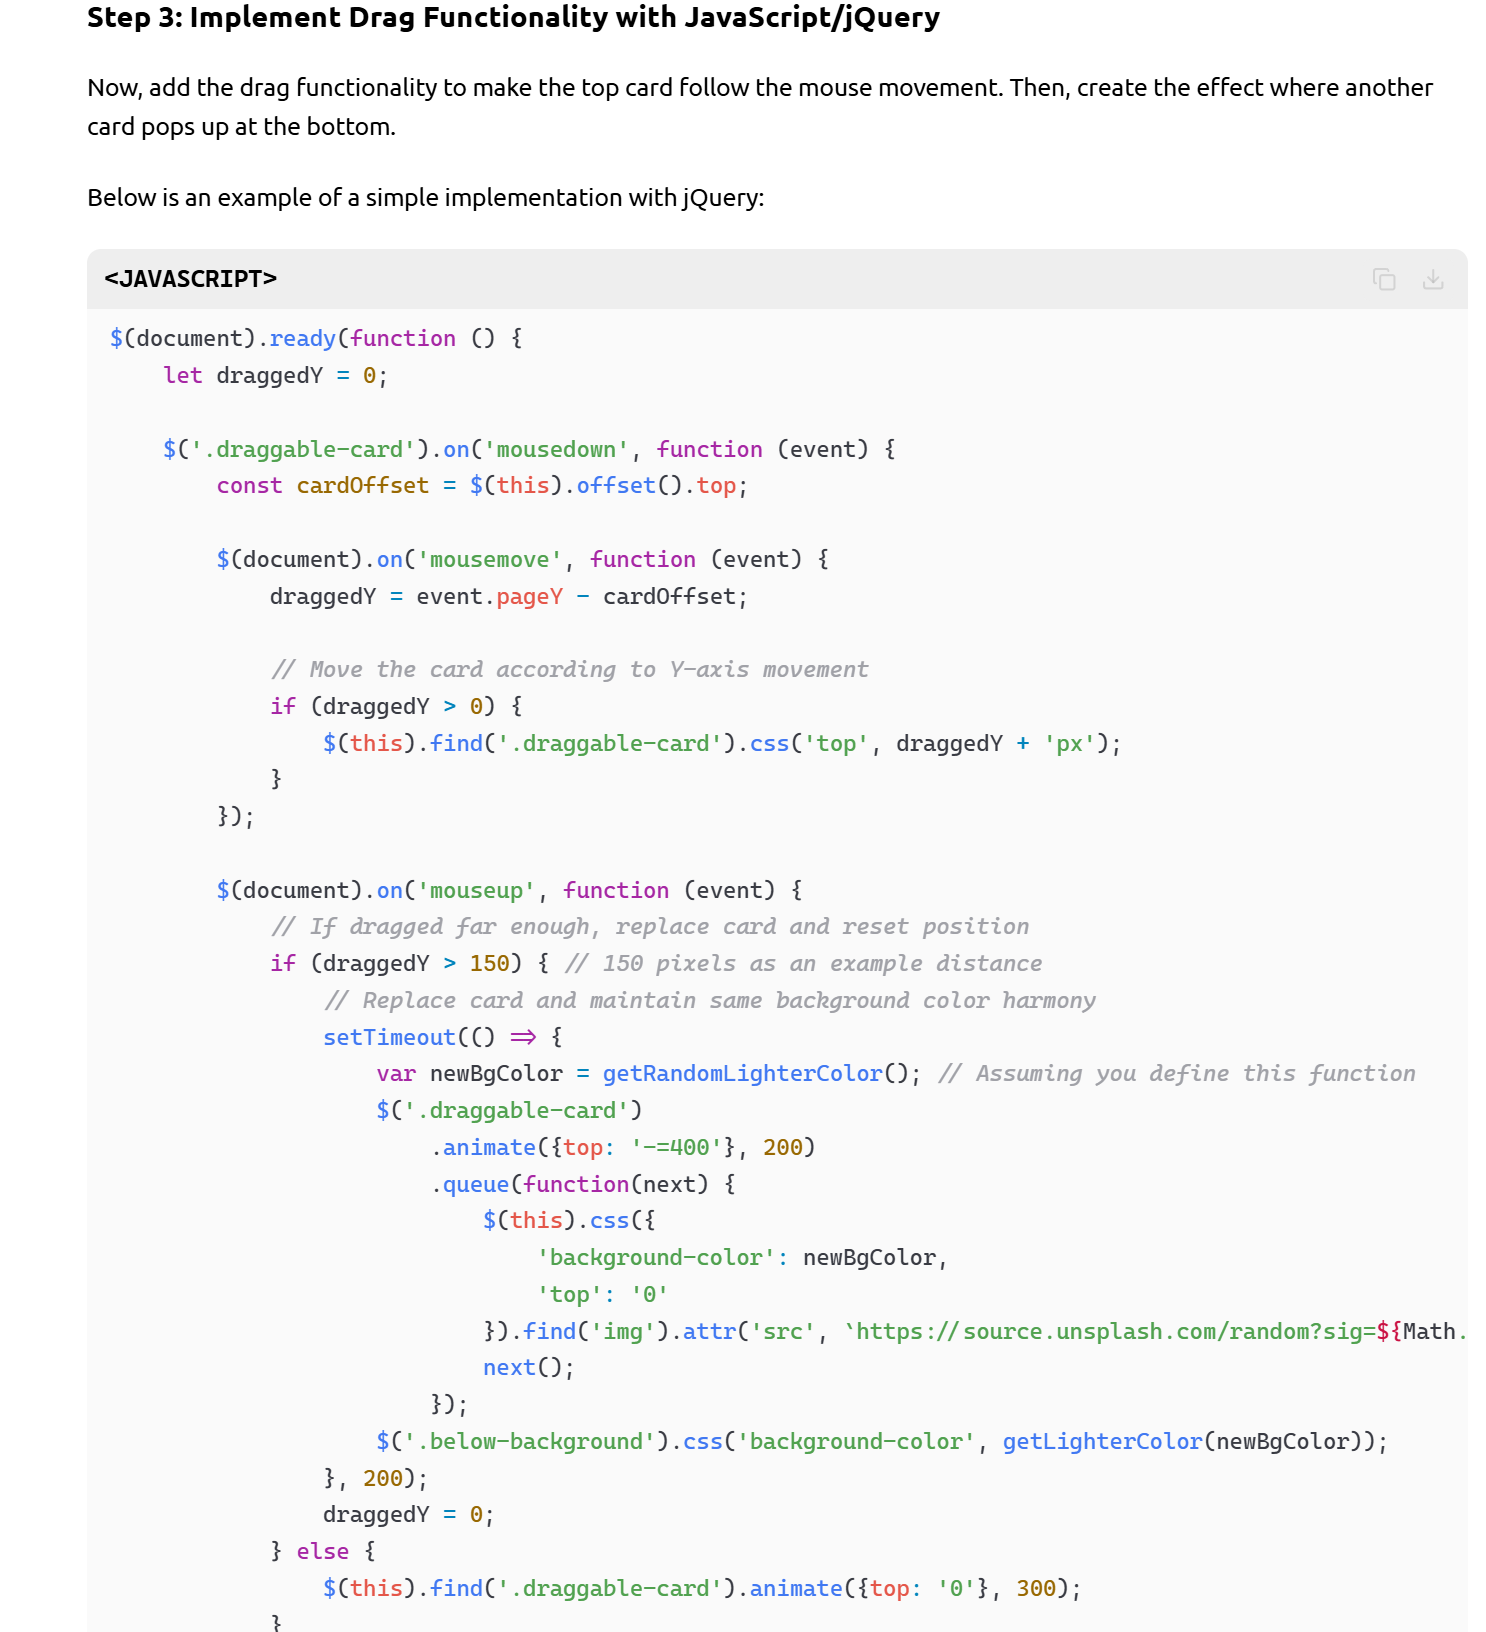 Step 3: Implement Drag Functionality with JavaScript/jQuery
Now, add the drag functionality to make the top card follow the mouse movement. Then, create the effect where another
card pops up at the bottom.
Below is an example of a simple implementation with jQuery:
<JAVASCRIPT>
$(document).ready(function () {
    let draggedY = 0;

    $('.draggable-card').on('mousedown', function (event) {
        const cardOffset = $(this).offset().top;

        $(document).on('mousemove', function (event) {
            draggedY = event.pageY - cardOffset;

            // Move the card according to Y-axis movement
            if (draggedY > 0) {
                $(this).find('.draggable-card').css('top', draggedY + 'px');
            }
        });

        $(document).on('mouseup', function (event) {
            // If dragged far enough, replace card and reset position
            if (draggedY > 150) { // 150 pixels as an example distance
                // Replace card and maintain same background color harmony
                setTimeout(() => {
                    var newBgColor = getRandomLighterColor(); // Assuming you define this function
                    $('.draggable-card')
                        .animate({top: '-=400'}, 200)
                        .queue(function(next) {
                            $(this).css({
                                'background-color': newBgColor,
                                'top': '0'
                            }).find('img').attr('src', `https://source.unsplash.com/random?sig=${Math.
                            next();
                        });
                    $('.below-background').css('background-color', getLighterColor(newBgColor));
                }, 200);
                draggedY = 0;
            } else {
                $(this).find('.draggable-card').animate({top: '0'}, 300);
            }